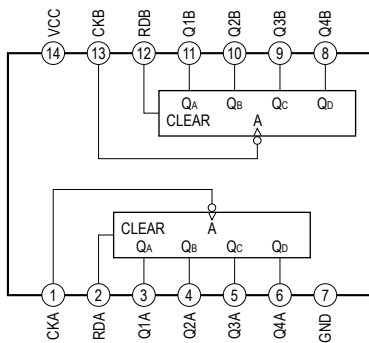 VCC CKB RDB Q1B Q2B Q3B Q4B
14 13 12 11 10 9 8
QA QB QC QD
CLEAR A
CLEAR A
QA QB QC QD
1 2 3 4 5 6 7
CKA RDA Q1A Q2A Q3A Q4A GND